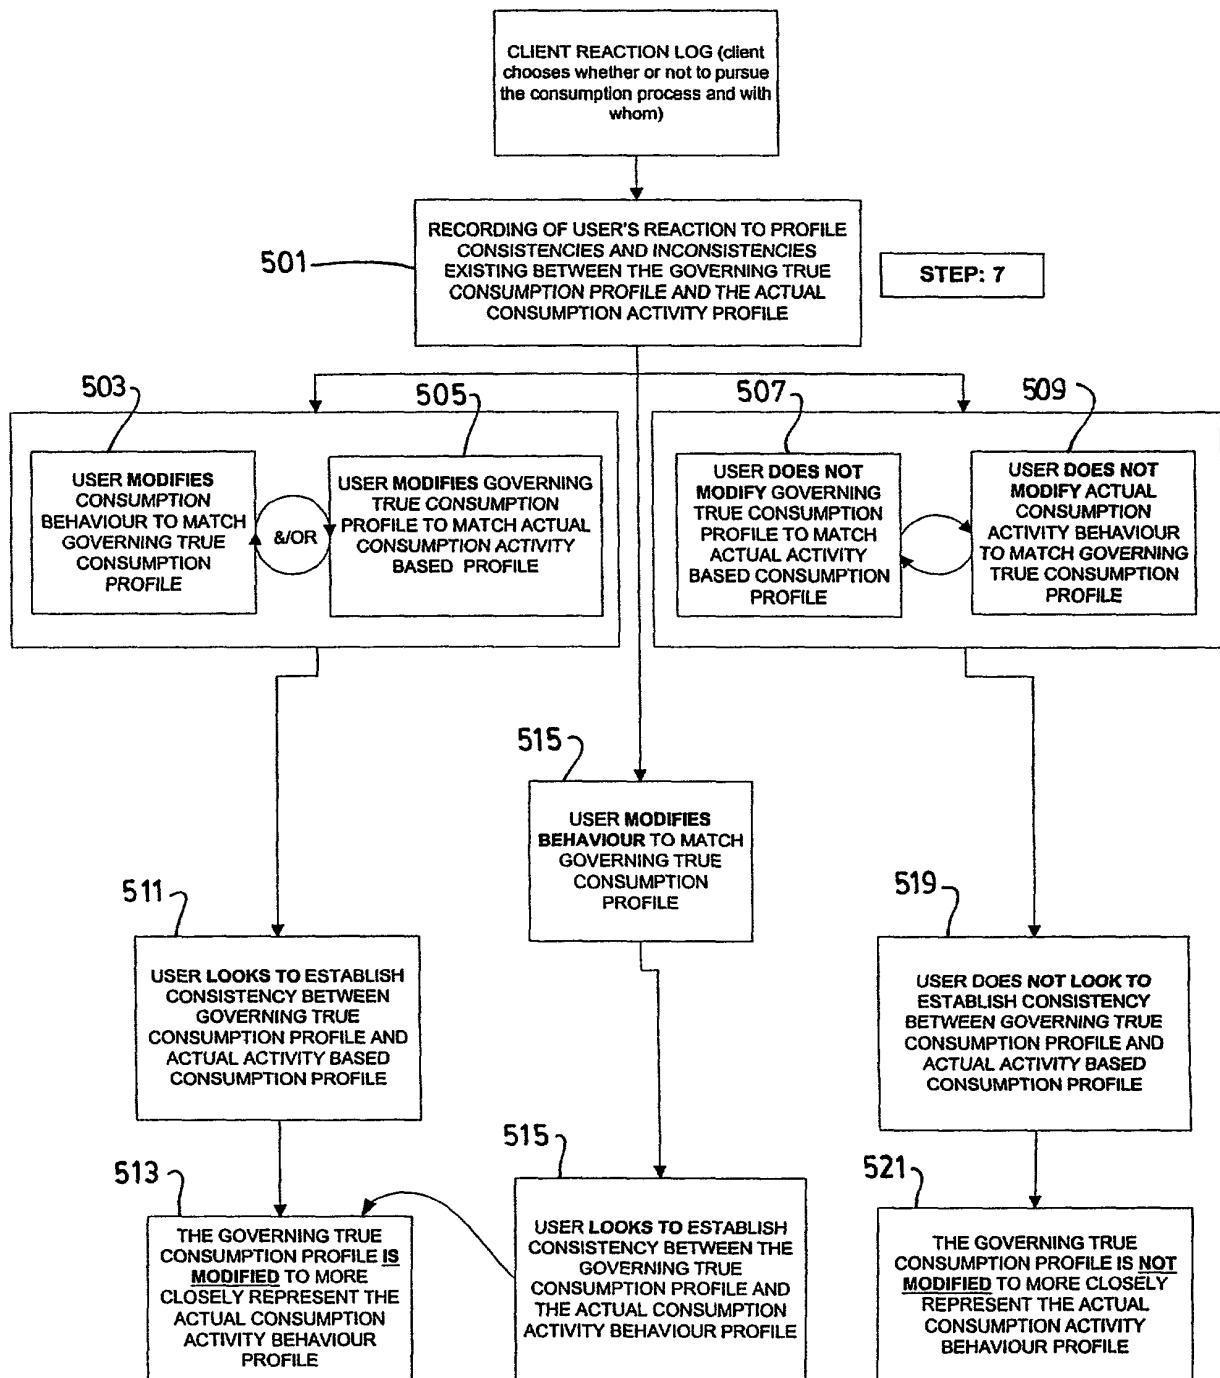 CLIENT REACTION LOG (client
chooses whether or not to pursue
the consumption process and with
whom)
501
RECORDING OF USER'S REACTION TO PROFILE
CONSISTENCIES AND INCONSISTENCIES
EXISTING BETWEEN THE GOVERNING TRUE
CONSUMPTION PROFILE AND THE ACTUAL
CONSUMPTION ACTIVITY PROFILE
STEP: 7
503
USER MODIFIES
CONSUMPTION
BEHAVIOUR TO MATCH
GOVERNING TRUE
CONSUMPTION
PROFILE
&/OR
505
USER MODIFIES GOVERNING
TRUE CONSUMPTION
PROFILE TO MATCH ACTUAL
CONSUMPTION ACTIVITY
BASED PROFILE
507
USER DOES NOT
MODIFY GOVERNING
TRUE CONSUMPTION
PROFILE TO MATCH
ACTUAL ACTIVITY
BASED CONSUMPTION
PROFILE
509
USER DOES NOT
MODIFY ACTUAL
CONSUMPTION
ACTIVITY BEHAVIOUR
TO MATCH GOVERNING
TRUE CONSUMPTION
PROFILE
515
USER MODIFIES
BEHAVIOUR TO MATCH
GOVERNING TRUE
CONSUMPTION
PROFILE
511
USER LOOKS TO ESTABLISH
CONSISTENCY BETWEEN
GOVERNING TRUE
CONSUMPTION PROFILE AND
ACTUAL ACTIVITY BASED
CONSUMPTION PROFILE
519
USER DOES NOT LOOK TO
ESTABLISH CONSISTENCY
BETWEEN GOVERNING TRUE
CONSUMPTION PROFILE AND
ACTUAL ACTIVITY BASED
CONSUMPTION PROFILE
513
THE GOVERNING TRUE
CONSUMPTION PROFILE IS
MODIFIED TO MORE
CLOSELY REPRESENT THE
ACTUAL CONSUMPTION
ACTIVITY BEHAVIOUR
PROFILE
515
USER LOOKS TO ESTABLISH
CONSISTENCY BETWEEN THE
GOVERNING TRUE
CONSUMPTION PROFILE AND
THE ACTUAL CONSUMPTION
ACTIVITY BEHAVIOUR PROFILE
521
THE GOVERNING TRUE
CONSUMPTION PROFILE IS NOT
MODIFIED TO MORE CLOSELY
REPRESENT THE ACTUAL
CONSUMPTION ACTIVITY
BEHAVIOUR PROFILE